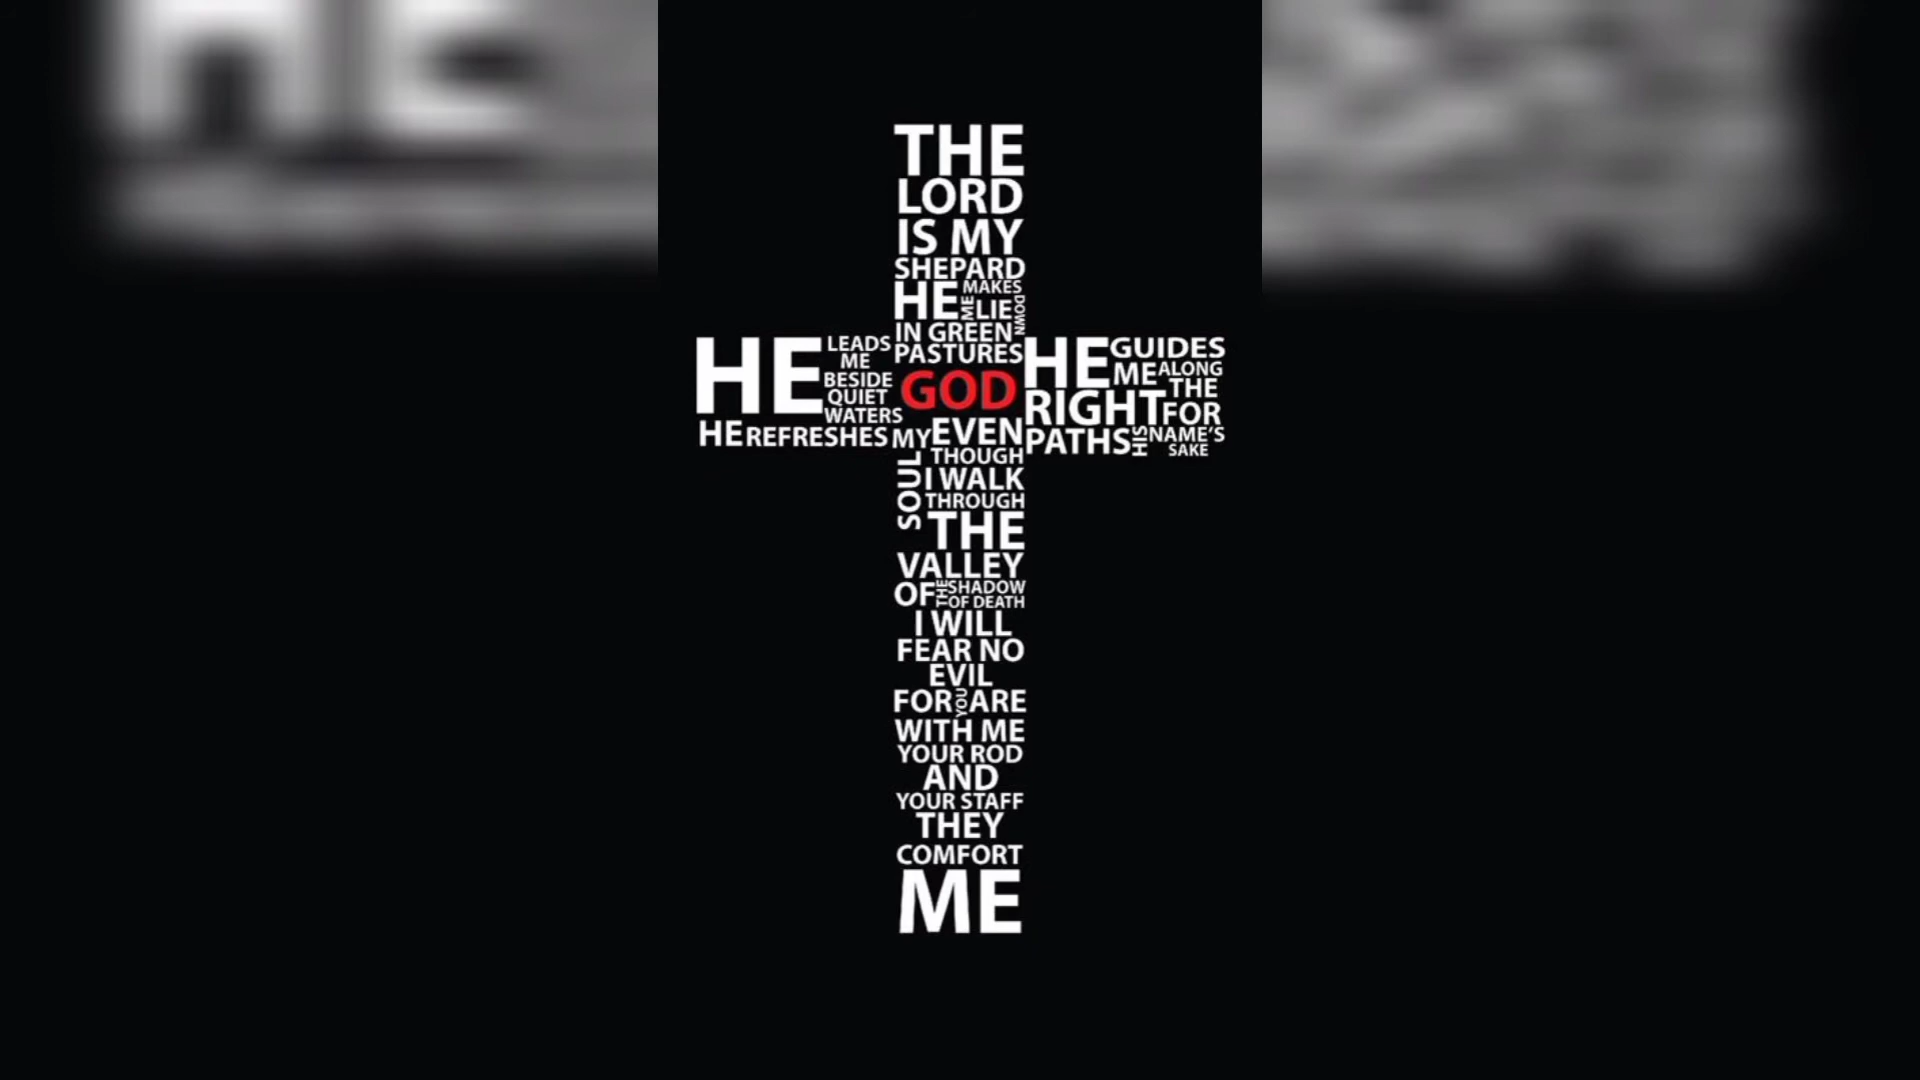 THE
LORD
IS MY
SHEPARD
HE MAKES
ME LIE DOWN
IN GREEN
PASTURES
HE LEADS
ME
BESIDE
QUIET
WATERS
HE REFRESHES MY
SOUL
GOD
HE GUIDES
ME ALONG
THE
RIGHT
PATHS
FOR
HIS NAME'S
SAKE
EVEN
THOUGH
I WALK
THROUGH
THE
VALLEY
OF THE SHADOW
OF DEATH
I WILL
FEAR NO
EVIL
FOR YOU ARE
WITH ME
YOUR ROD
AND
YOUR STAFF
THEY
COMFORT
ME